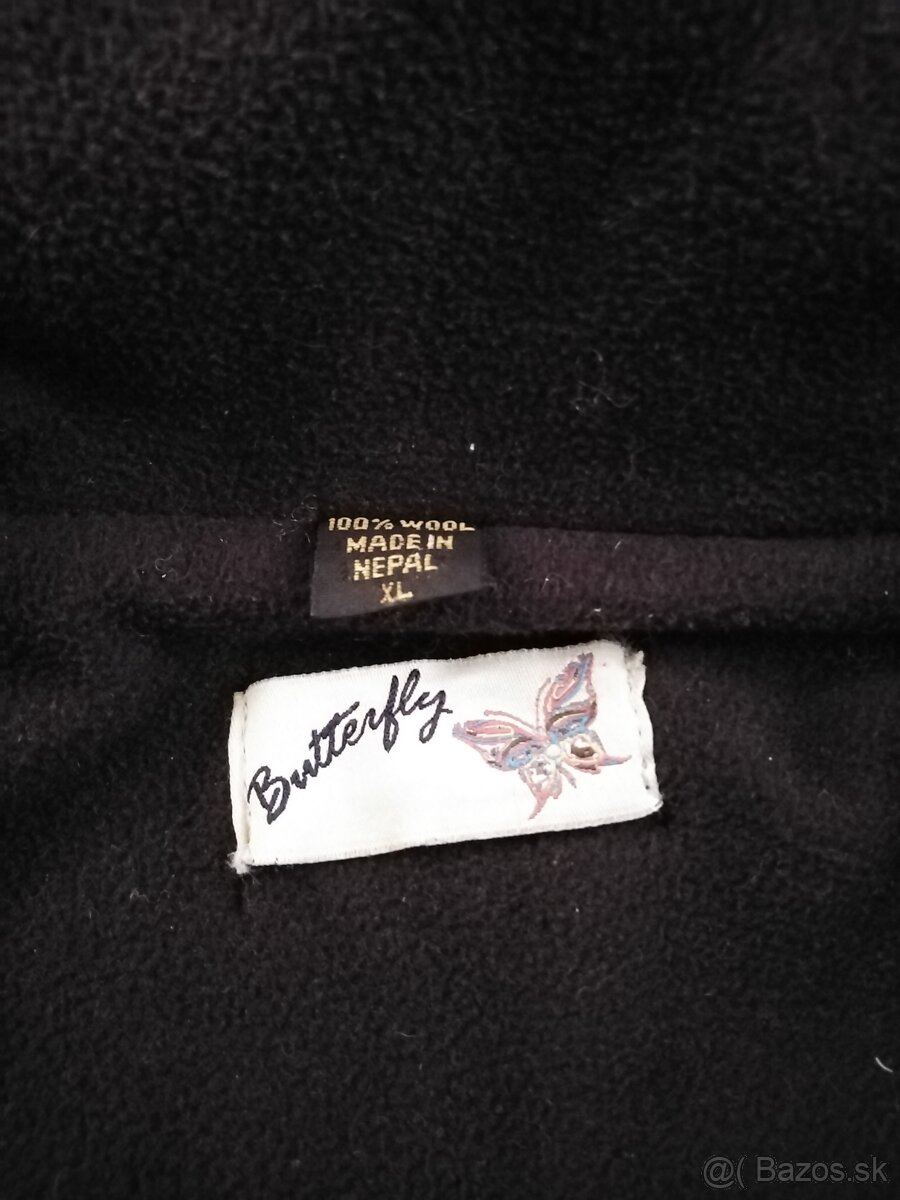 100% WOOL
MADE IN
NEPAL
XL
Butterfly
@( Bazos.sk